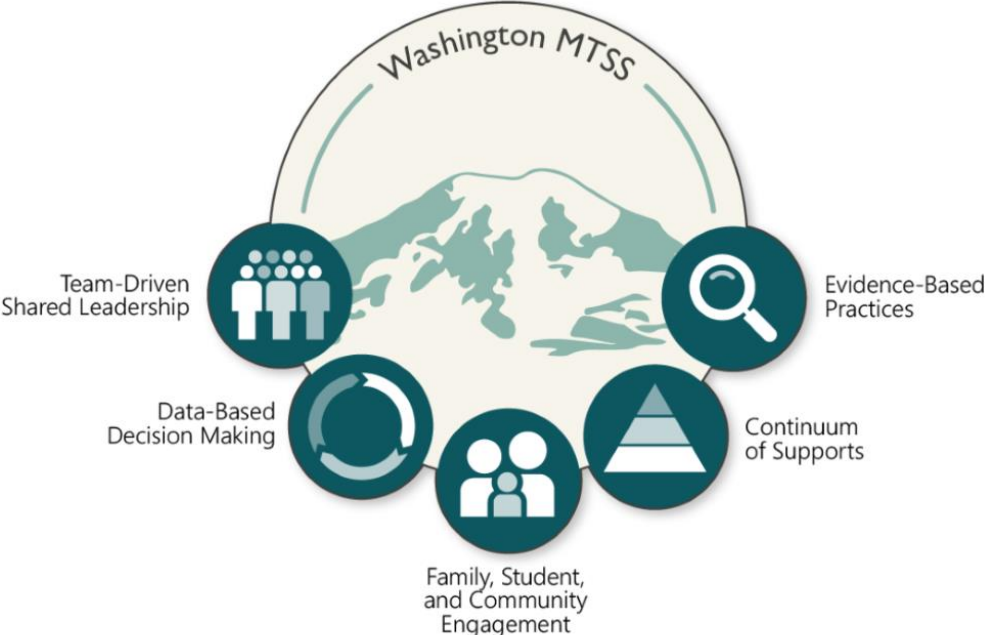 Washington MTSS
Team-Driven
Shared Leadership
Evidence-Based
Practices
Data-Based
Decision Making
Continuum
of Supports
Family, Student,
and Community
Engagement